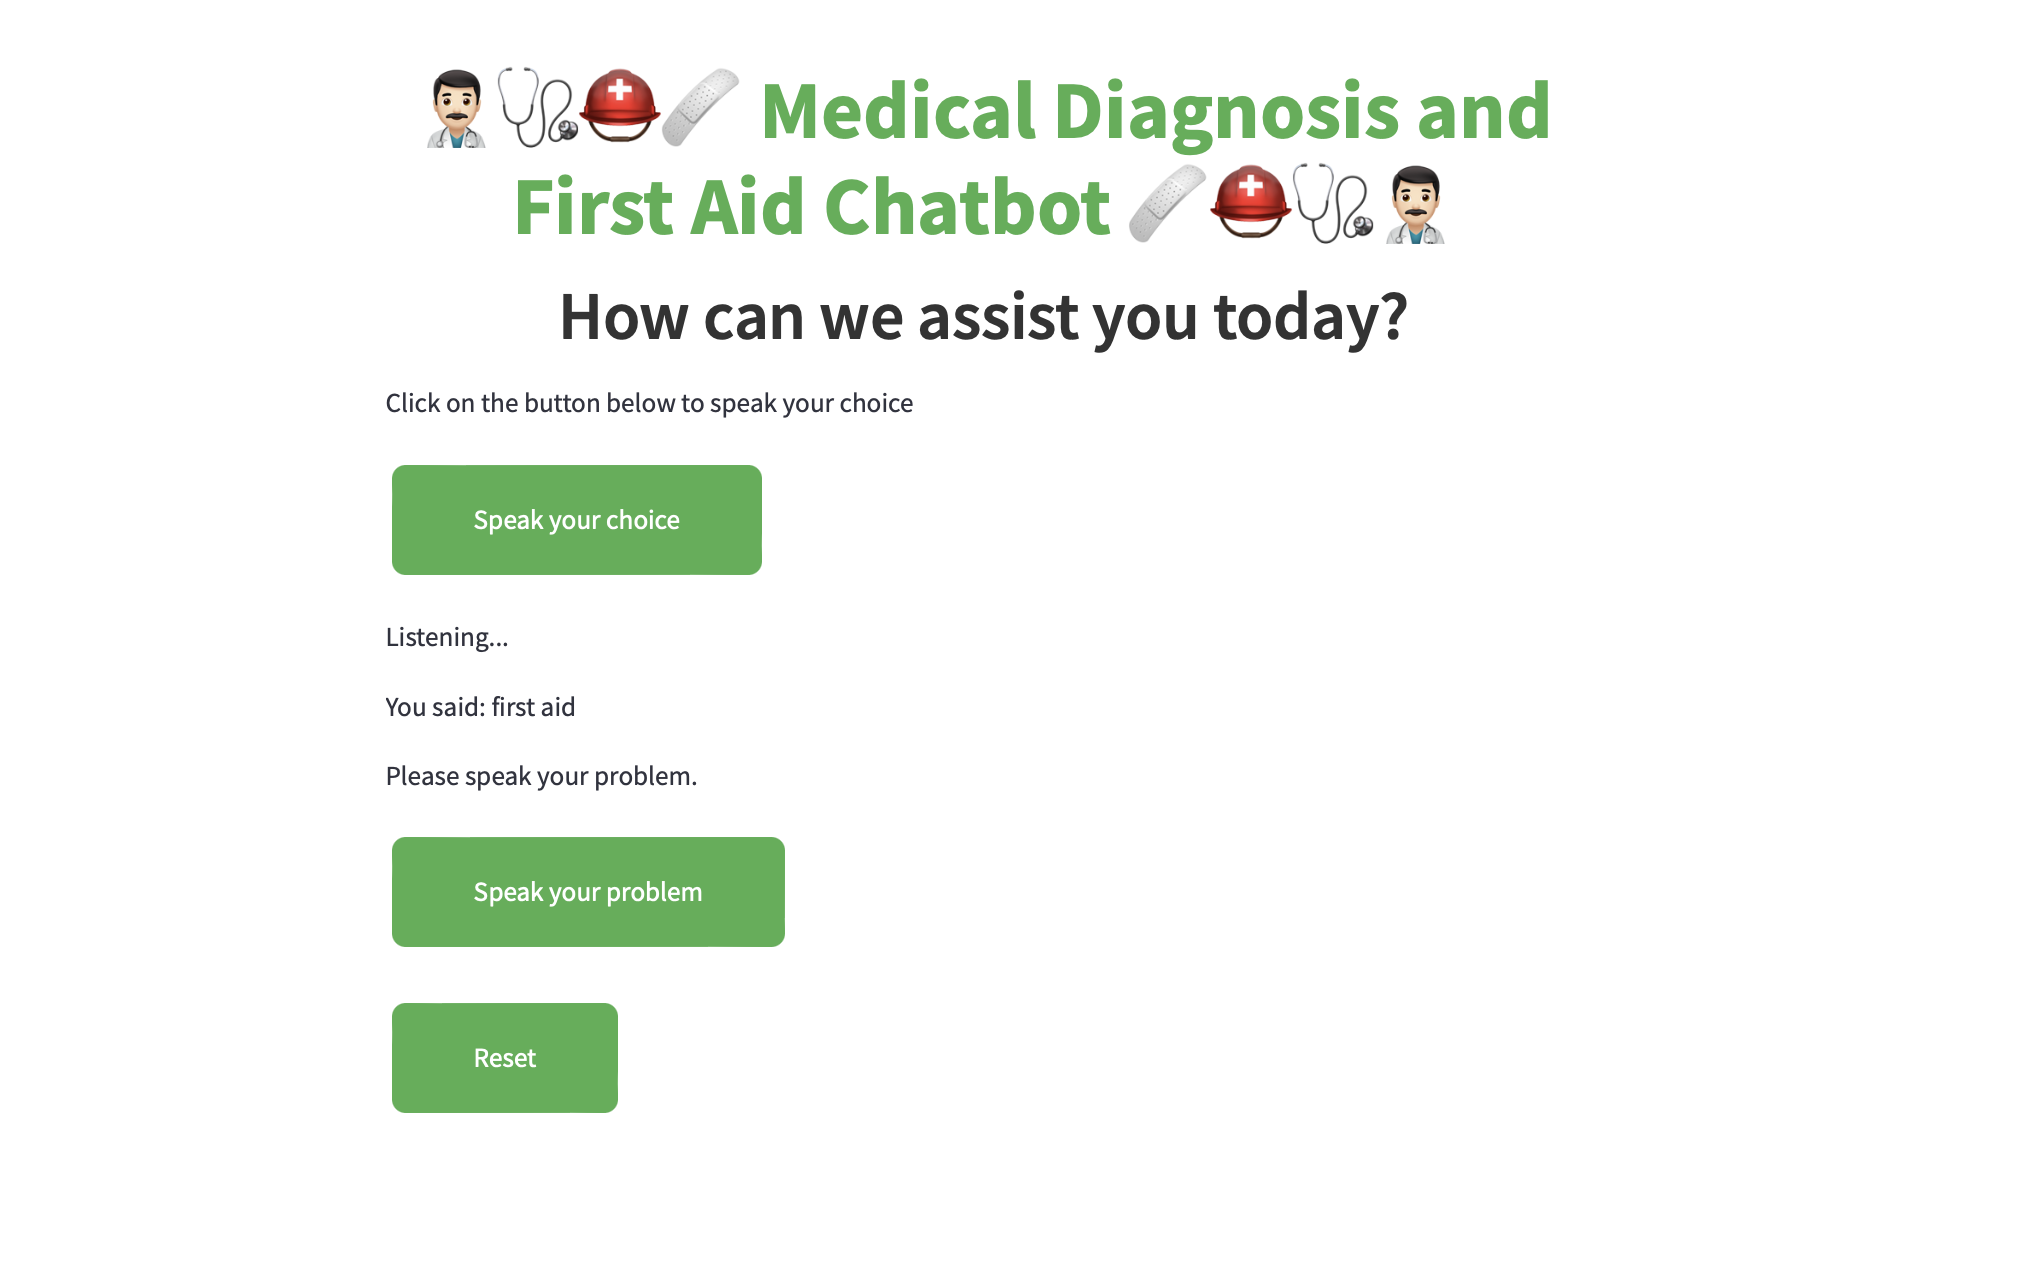 Medical Diagnosis and
First Aid Chatbot
How can we assist you today?
Click on the button below to speak your choice
Speak your choice
Listening...
You said: first aid
Please speak your problem.
Speak your problem
Reset